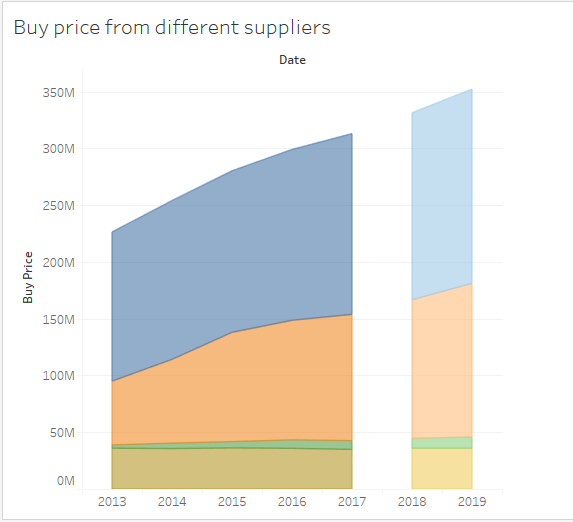 Buy price from different suppliers
Date
350M
300M
250M
200M
150M
100M
50M
0M
Buy Price
2013 2014 2015 2016 2017 2018 2019